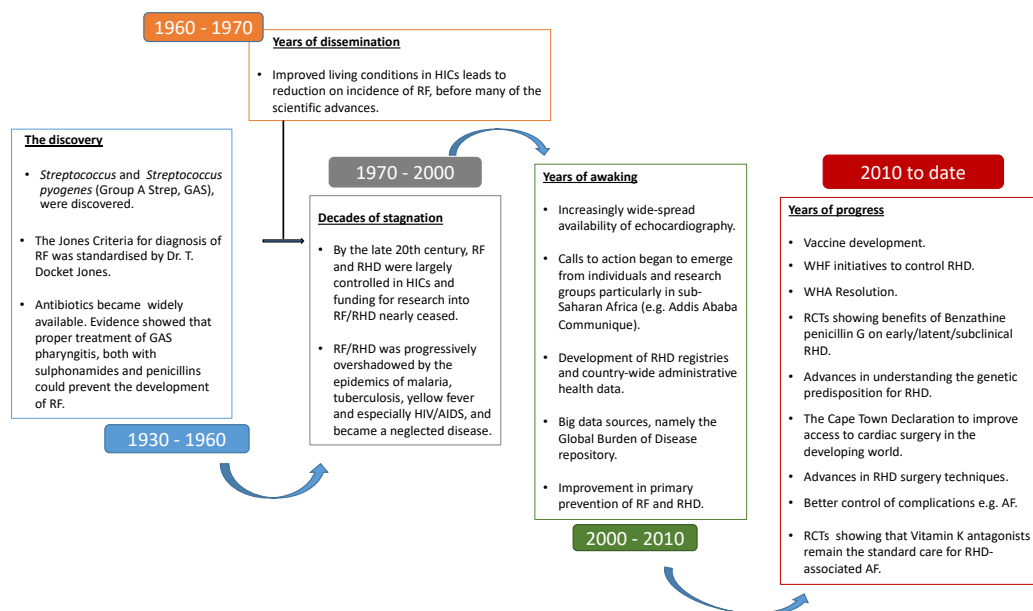 1960 - 1970
Years of dissemination
• Improved living conditions in HICs leads to
reduction on incidence of RF, before many of the
scientific advances.
The discovery
• Streptococcus and Streptococcus
pyogenes (Group A Strep, GAS),
were discovered.
• The Jones Criteria for diagnosis of
RF was standardised by Dr. T.
Docket Jones.
• Antibiotics became widely
available. Evidence showed that
proper treatment of GAS
pharyngitis, both with
sulphonamides and penicillins
could prevent the development
of RF.
1930 - 1960
1970 - 2000
Decades of stagnation
• By the late 20th century, RF
and RHD were largely
controlled in HICs and
funding for research into
RF/RHD nearly ceased.
• RF/RHD was progressively
overshadowed by the
epidemics of malaria,
tuberculosis, yellow fever
and especially HIV/AIDS, and
became a neglected disease.
Years of awaking
• Increasingly wide-spread
availability of echocardiography.
• Calls to action began to emerge
from individuals and research
groups particularly in sub-
Saharan Africa (e.g. Addis Ababa
Communique).
• Development of RHD registries
and country-wide administrative
health data.
• Big data sources, namely the
Global Burden of Disease
repository.
• Improvement in primary
prevention of RF and RHD.
2000 - 2010
2010 to date
Years of progress
• Vaccine development.
• WHF initiatives to control RHD.
• WHA Resolution.
• RCTs showing benefits of Benzathine
penicillin G on early/latent/subclinical
RHD.
• Advances in understanding the genetic
predisposition for RHD.
• The Cape Town Declaration to improve
access to cardiac surgery in the
developing world.
• Advances in RHD surgery techniques.
• Better control of complications e.g. AF.
• RCTs showing that Vitamin K antagonists
remain the standard care for RHD-
associated AF.